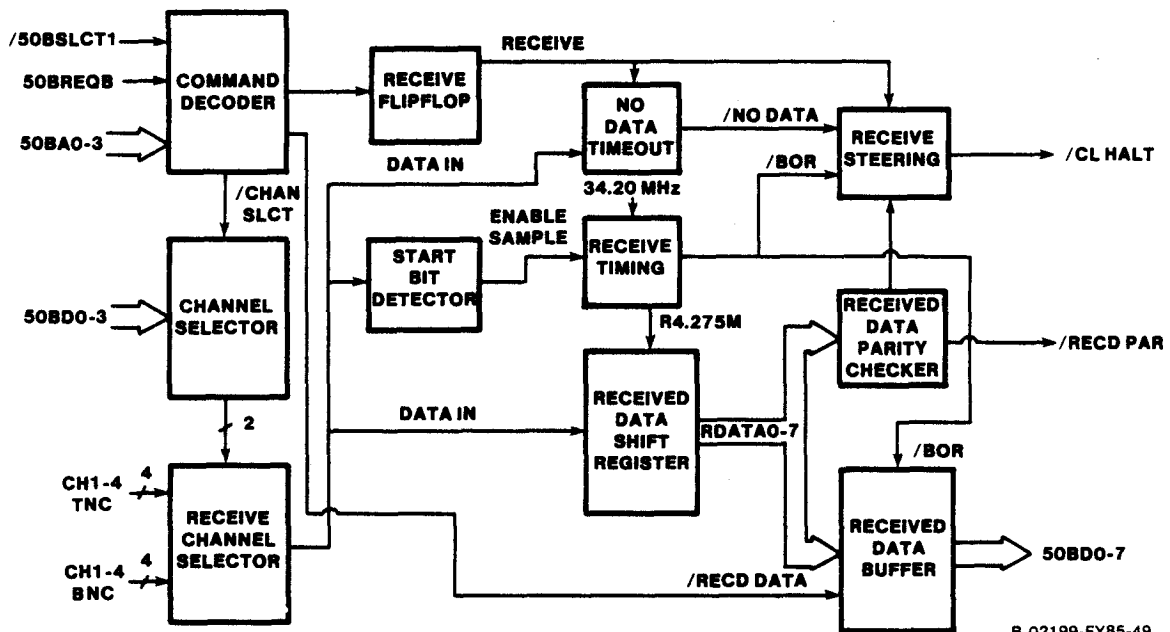 /50BSLCT1
50BREQB
50BA0-3
COMMAND
DECODER
RECEIVE
FLIPFLOP
RECEIVE
NO
DATA
TIMEOUT
/NO DATA
RECEIVE
STEERING
/CL HALT
DATA IN
/BOR
34.20 MHz
/CHAN
SLCT
ENABLE
SAMPLE
START
BIT
DETECTOR
RECEIVE
TIMING
50BD0-3
CHANNEL
SELECTOR
R4.275M
RECEIVED
DATA
PARITY
CHECKER
/RECD PAR
2
DATA IN
RECEIVED
DATA
SHIFT
REGISTER
RDATA0-7
/BOR
CH1-4
TNC
4
RECEIVE
CHANNEL
SELECTOR
CH1-4
BNC
4
/RECD DATA
RECEIVED
DATA
BUFFER
50BD0-7
B-02199-FY85-49